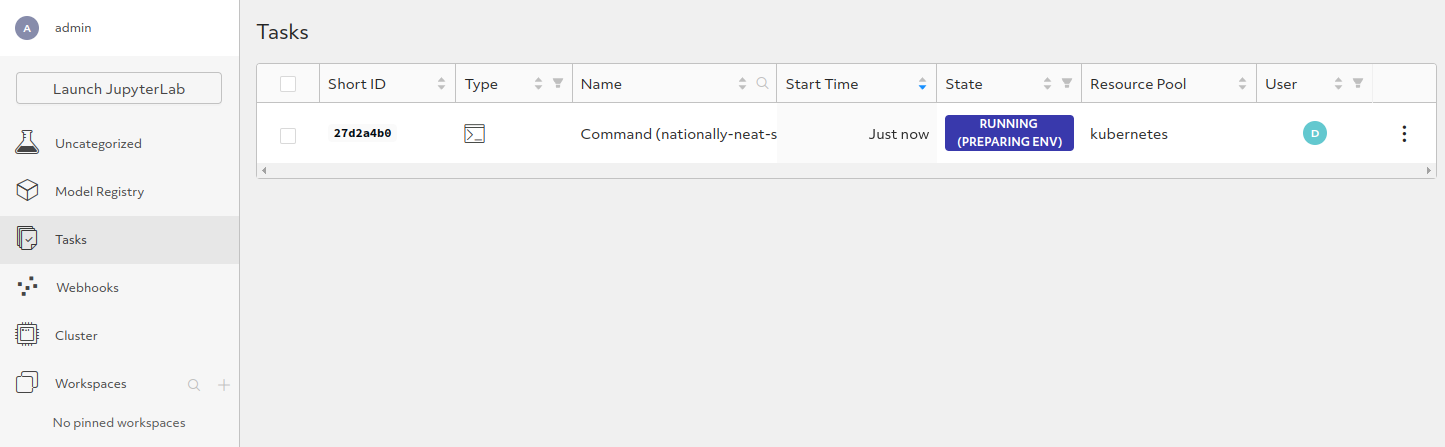 A admin
Launch JupyterLab
Uncategorized
Model Registry
Tasks
Webhooks
Cluster
Workspaces
No pinned workspaces
Tasks
Short ID Type Name Start Time State Resource Pool User
27d2a4b0 Command (nationally-neat-s Just now RUNNING (PREPARING ENV) kubernetes D